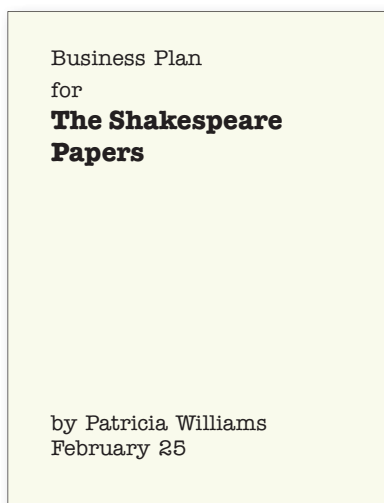 Business Plan
for
The Shakespeare
Papers
by Patricia Williams
February 25